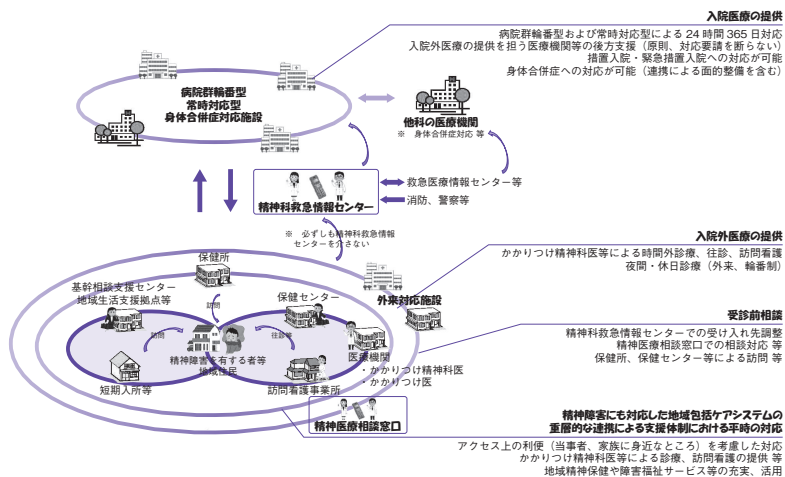 入院医療の提供
病院群輪番型および常時対応型による 24 時間 365 日対応
入院外医療の提供を担う医療機関等の後方支援（原則、対応要請を断らない）
措置入院・緊急措置入院への対応が可能
身体合併症への対応が可能（連携による面的整備を含む）
病院群輪番型
常時対応型
身体合併症対応施設
他科の医療機関
※　身体合併症対応 等
救急医療情報センター等
消防、警察等
精神科救急情報センター
※　必ずしも精神科救急情報
センターを介さない
入院外医療の提供
かかりつけ精神科医等による時間外診療、往診、訪問看護
夜間・休日診療（外来、輪番制）
保健所
基幹相談支援センター
地域生活支援拠点等
訪問
保健センター
外来対応施設
訪問
往診等
精神障害を有する者等
地域住民
医療機関
・かかりつけ精神科医
・かかりつけ医
短期入所等
訪問看護事業所
精神医療相談窓口
受診前相談
精神科救急情報センターでの受け入れ先調整
精神医療相談窓口での相談対応 等
保健所、保健センター等による訪問 等
精神障害にも対応した地域包括ケアシステムの
重層的な連携による支援体制における平時の対応
アクセス上の利便（当事者、家族に身近なところ）を考慮した対応
かかりつけ精神科医等による診療、訪問看護の提供 等
地域精神保健や障害福祉サービス等の充実、活用